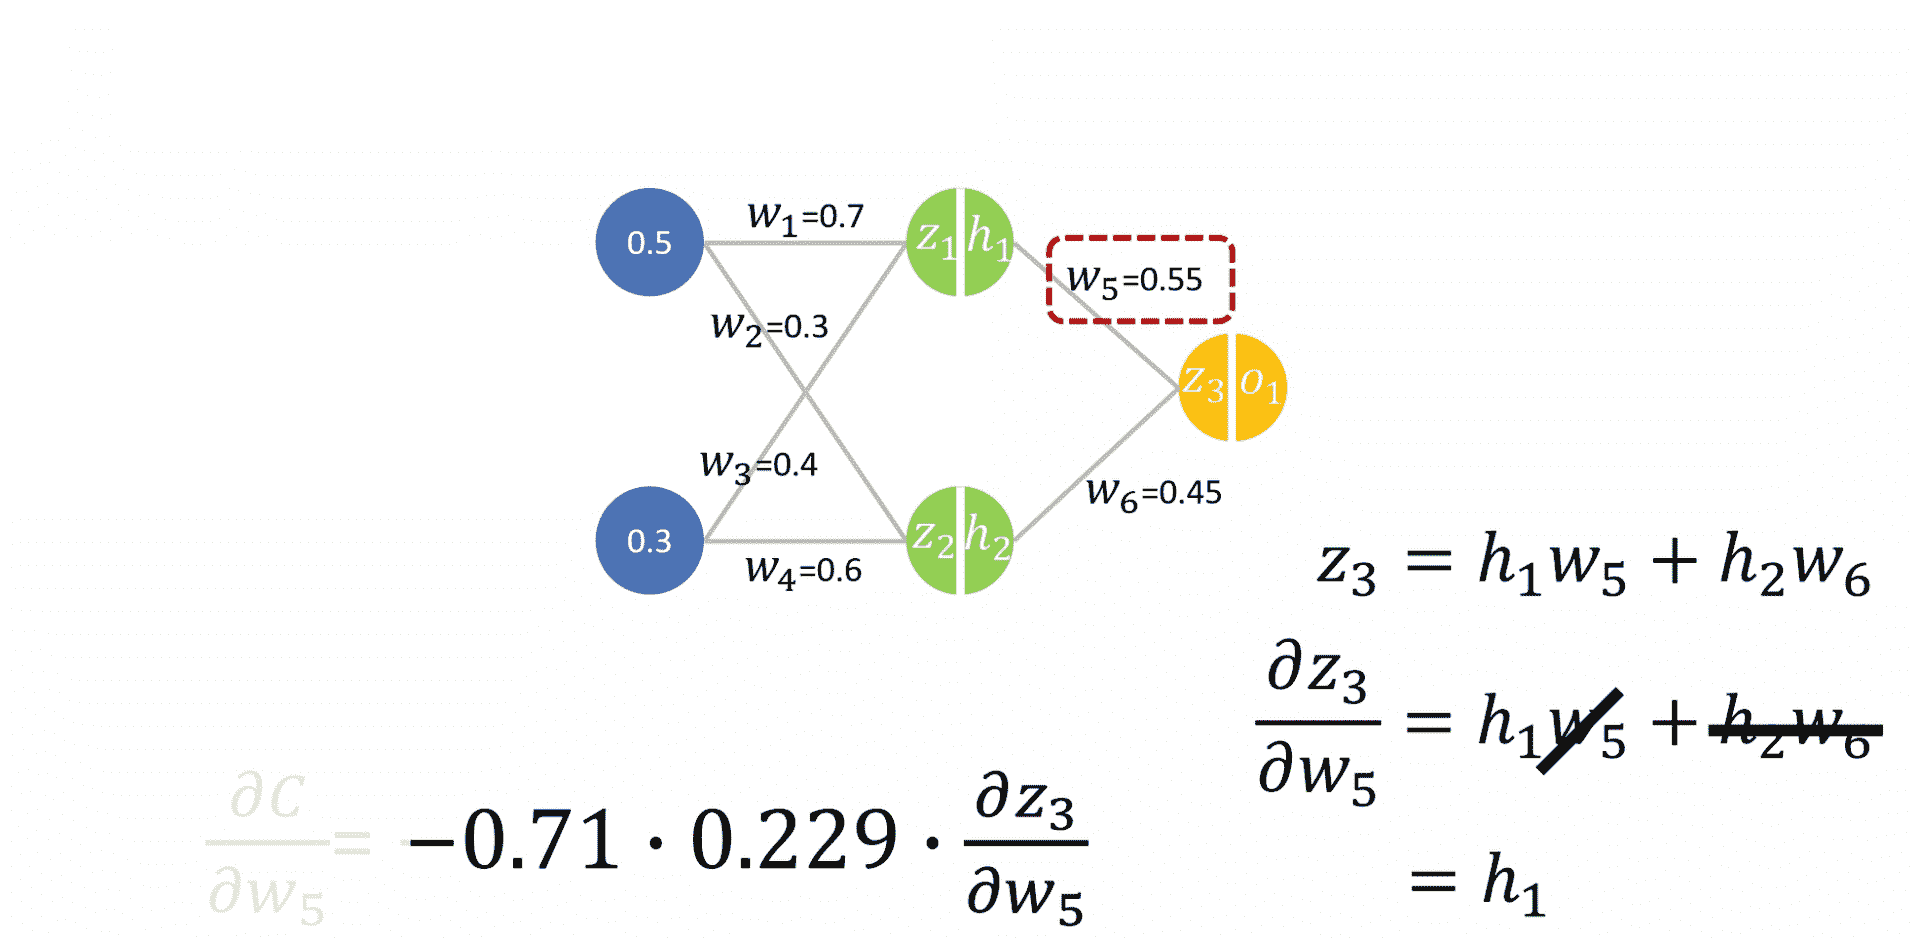 0.5
w₁=0.7
z₁ h₁
w₅=0.55
w₂=0.3
z₃ o₁
w₃=0.4
w₆=0.45
0.3
w₄=0.6
z₂ h₂
z₃ = h₁w₅ + h₂w₆
∂z₃/∂w₅ = h₁w₅ + h₂w₆
= h₁
∂C/∂w₅ = −0.71 · 0.229 · ∂z₃/∂w₅